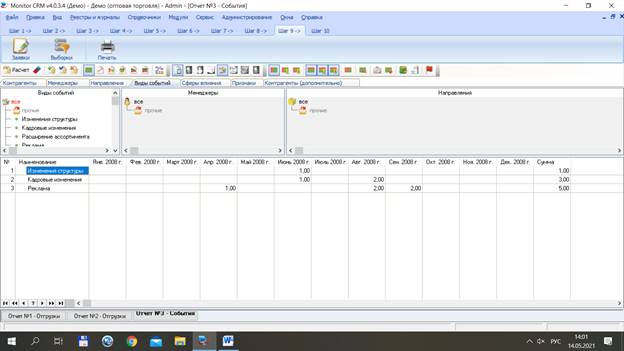 Monitor CRM v4.0.3.4 (Демо) - Демо (оптовая торговля) - Admin - [Отчет №3 - События]
Файл Правка Вид Реестры и журналы Справочники Модули Сервис Администрирование Окна Справка
Шаг 1 -> Шаг 2 -> Шаг 3 -> Шаг 4 -> Шаг 5 -> Шаг 6 -> Шаг 7 -> Шаг 8 -> Шаг 9 -> Шаг 10
Заявки Выборки Печать
Расчет
Контрагенты Менеджеры Направления Виды событий Сферы влияния Признаки Контрагенты (дополнительно)
Виды событий Менеджеры Направления
все все все
прочие прочие прочие
Изменения структуры
Кадровые изменения
Расширение ассортимента
Реклама
№ Наименование Янв. 2008 г. Фев. 2008 г. Март 2008 г. Апр. 2008 г. Май 2008 г. Июнь 2008 г. Июль 2008 г. Авг. 2008 г. Сен. 2008 г. Окт. 2008 г. Ноя. 2008 г. Дек. 2008 г. Сумма
1 Изменения структуры 1,00 1,00
2 Кадровые изменения 1,00 2,00 3,00
3 Реклама 1,00 2,00 2,00 5,00
Отчет №1 - Отгрузки Отчет №2 - Отгрузки Отчет №3 - События
РУС
14:01
14.05.2021